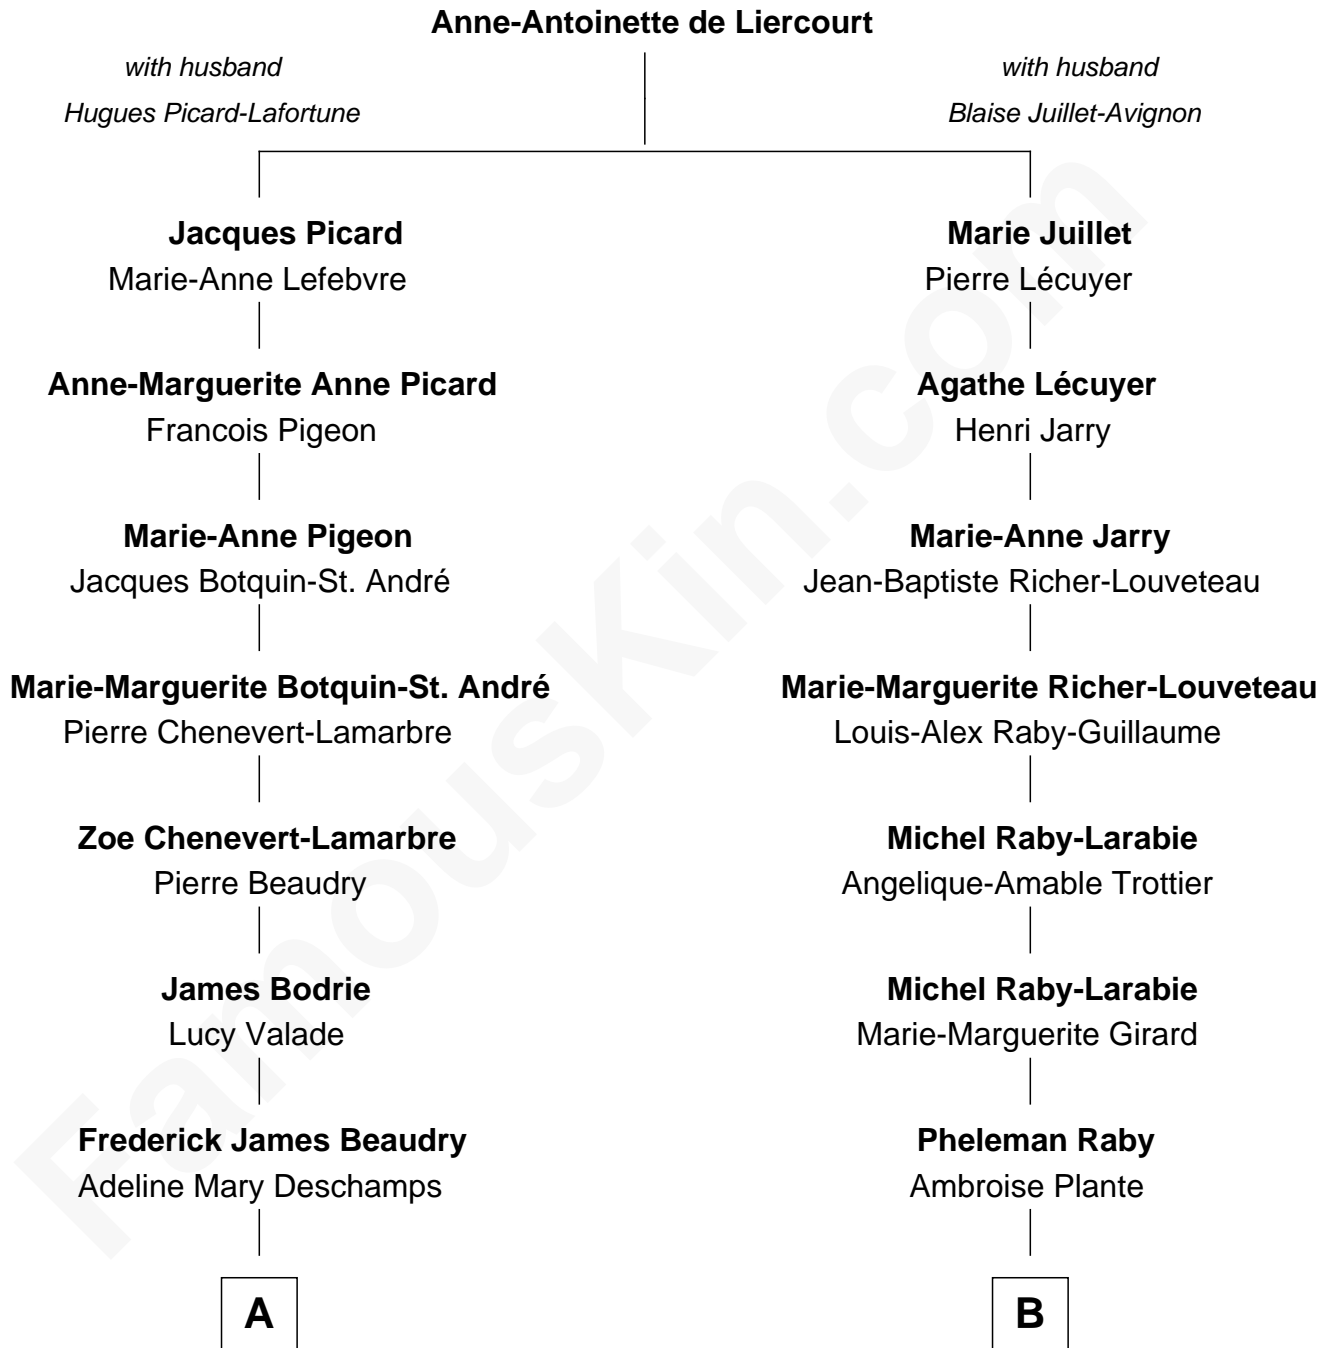 Anne-Antoinette de Liercourt
with husband
Hugues Picard-Lafortune
with husband
Blaise Juillet-Avignon
Jacques Picard
Marie-Anne Lefebvre
Marie Juillet
Pierre Lécuyer
Anne-Marguerite Anne Picard
Francois Pigeon
Agathe Lécuyer
Henri Jarry
Marie-Anne Pigeon
Jacques Botquin-St. André
Marie-Anne Jarry
Jean-Baptiste Richer-Louveteau
Marie-Marguerite Botquin-St. André
Pierre Chenevert-Lamarbre
Marie-Marguerite Richer-Louveteau
Louis-Alex Raby-Guillaume
Zoe Chenevert-Lamarbre
Pierre Beaudry
Michel Raby-Larabie
Angelique-Amable Trottier
James Bodrie
Lucy Valade
Michel Raby-Larabie
Marie-Marguerite Girard
Frederick James Beaudry
Adeline Mary Deschamps
Pheleman Raby
Ambroise Plante
A
B
FamousKin.com